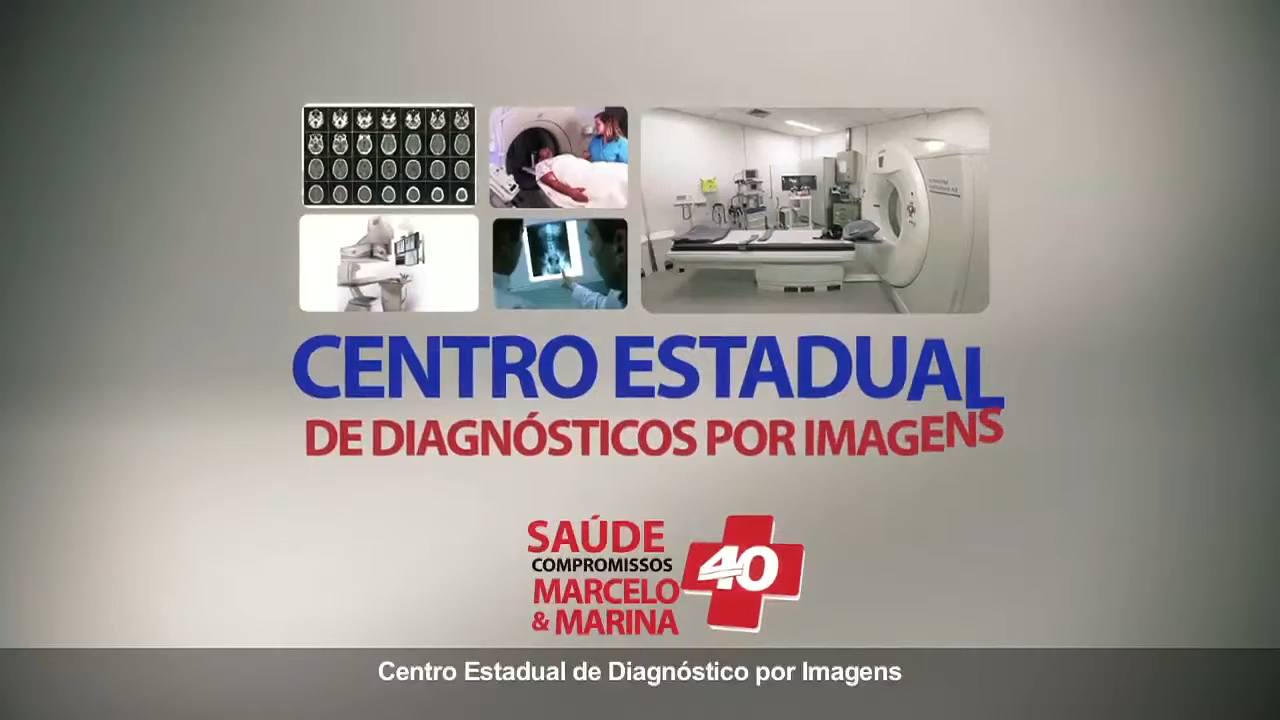 CENTRO ESTADUAL
DE DIAGNÓSTICOS POR IMAGENS
SAÚDE
COMPROMISSOS
MARCELO
& MARINA
40
Centro Estadual de Diagnóstico por Imagens